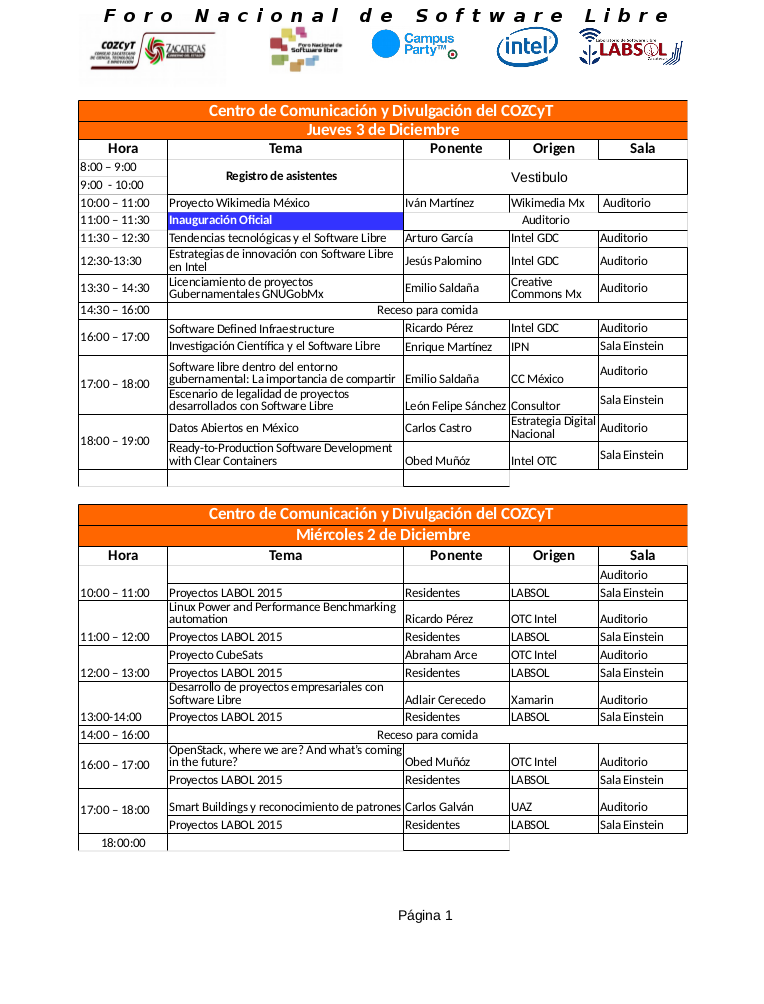 Foro Nacional de Software Libre
COZCYT
CONSEJO ZACATECANO
DE CIENCIA, TECNOLOGÍA
E INNOVACIÓN
ZACATECAS
Foro Nacional de
Software libre
Campus
Party™
intel
Laboratorio de Software Libre
LABSOL
Zacatecas
Centro de Comunicación y Divulgación del COZCyT
Jueves 3 de Diciembre
Hora Tema Ponente Origen Sala
8:00 – 9:00
Registro de asistentes Vestibulo
9:00 - 10:00
10:00 – 11:00 Proyecto Wikimedia México Iván Martínez Wikimedia Mx Auditorio
11:00 – 11:30 Inauguración Oficial Auditorio
11:30 – 12:30 Tendencias tecnológicas y el Software Libre Arturo García Intel GDC Auditorio
12:30-13:30 Estrategias de innovación con Software Libre
en Intel Jesús Palomino Intel GDC Auditorio
13:30 – 14:30 Licenciamiento de proyectos
Gubernamentales GNUGobMx Emilio Saldaña Creative
Commons Mx Auditorio
14:30 – 16:00 Receso para comida
16:00 – 17:00 Software Defined Infraestructure Ricardo Pérez Intel GDC Auditorio
Investigación Científica y el Software Libre Enrique Martínez IPN Sala Einstein
17:00 – 18:00 Software libre dentro del entorno
gubernamental: La importancia de compartir Emilio Saldaña CC México Auditorio
Escenario de legalidad de proyectos
desarrollados con Software Libre León Felipe Sánchez Consultor Sala Einstein
18:00 – 19:00 Datos Abiertos en México Carlos Castro Estrategia Digital
Nacional Auditorio
Ready-to-Production Software Development
with Clear Containers Obed Muñóz Intel OTC Sala Einstein
Centro de Comunicación y Divulgación del COZCyT
Miércoles 2 de Diciembre
Hora Tema Ponente Origen Sala
Auditorio
10:00 – 11:00 Proyectos LABOL 2015 Residentes LABSOL Sala Einstein
Linux Power and Performance Benchmarking
automation Ricardo Pérez OTC Intel Auditorio
11:00 – 12:00 Proyectos LABOL 2015 Residentes LABSOL Sala Einstein
Proyecto CubeSats Abraham Arce OTC Intel Auditorio
12:00 – 13:00 Proyectos LABOL 2015 Residentes LABSOL Sala Einstein
Desarrollo de proyectos empresariales con
Software Libre Adlair Cerecedo Xamarin Auditorio
13:00-14:00 Proyectos LABOL 2015 Residentes LABSOL Sala Einstein
14:00 – 16:00 Receso para comida
16:00 – 17:00 OpenStack, where we are? And what's coming
in the future? Obed Muñóz OTC Intel Auditorio
Proyectos LABOL 2015 Residentes LABSOL Sala Einstein
17:00 – 18:00 Smart Buildings y reconocimiento de patrones Carlos Galván UAZ Auditorio
Proyectos LABOL 2015 Residentes LABSOL Sala Einstein
18:00:00
Página 1